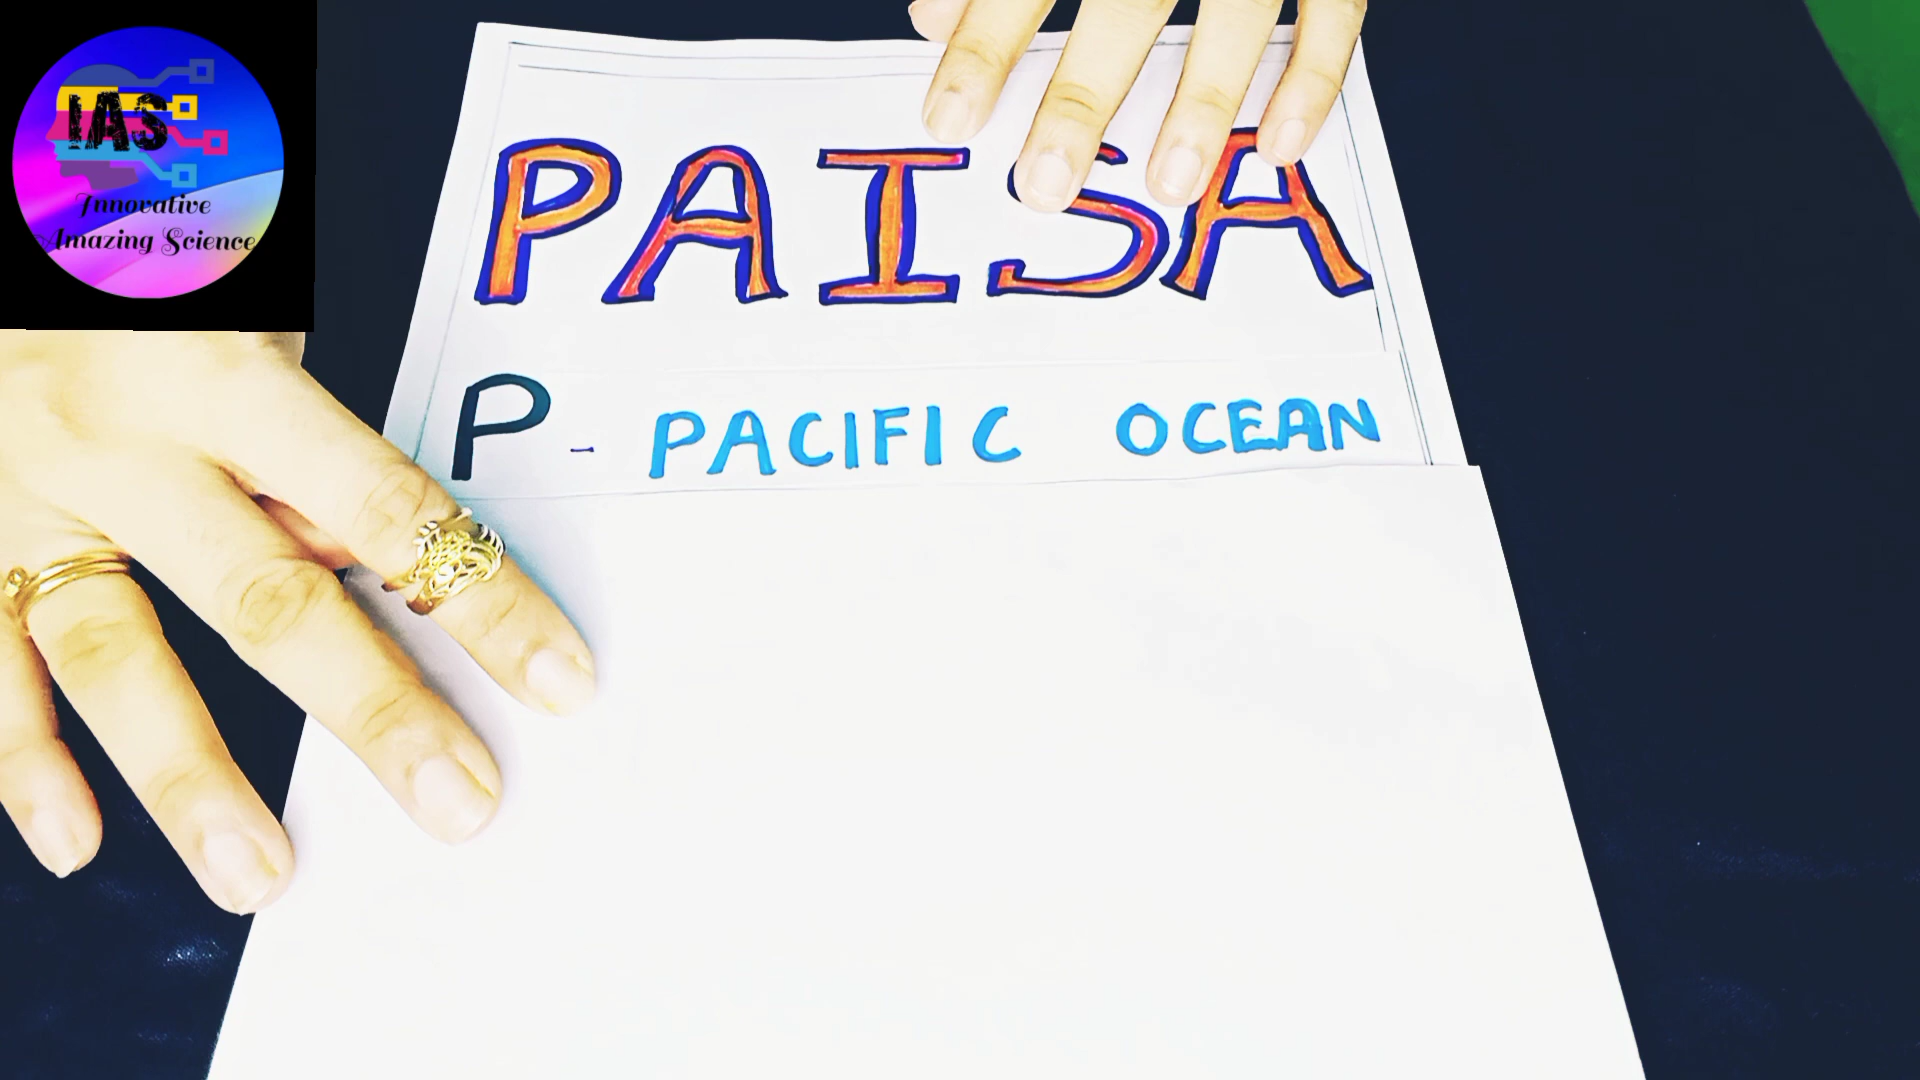 IAS
Innovative
Amazing Science
PAISA
P - PACIFIC OCEAN